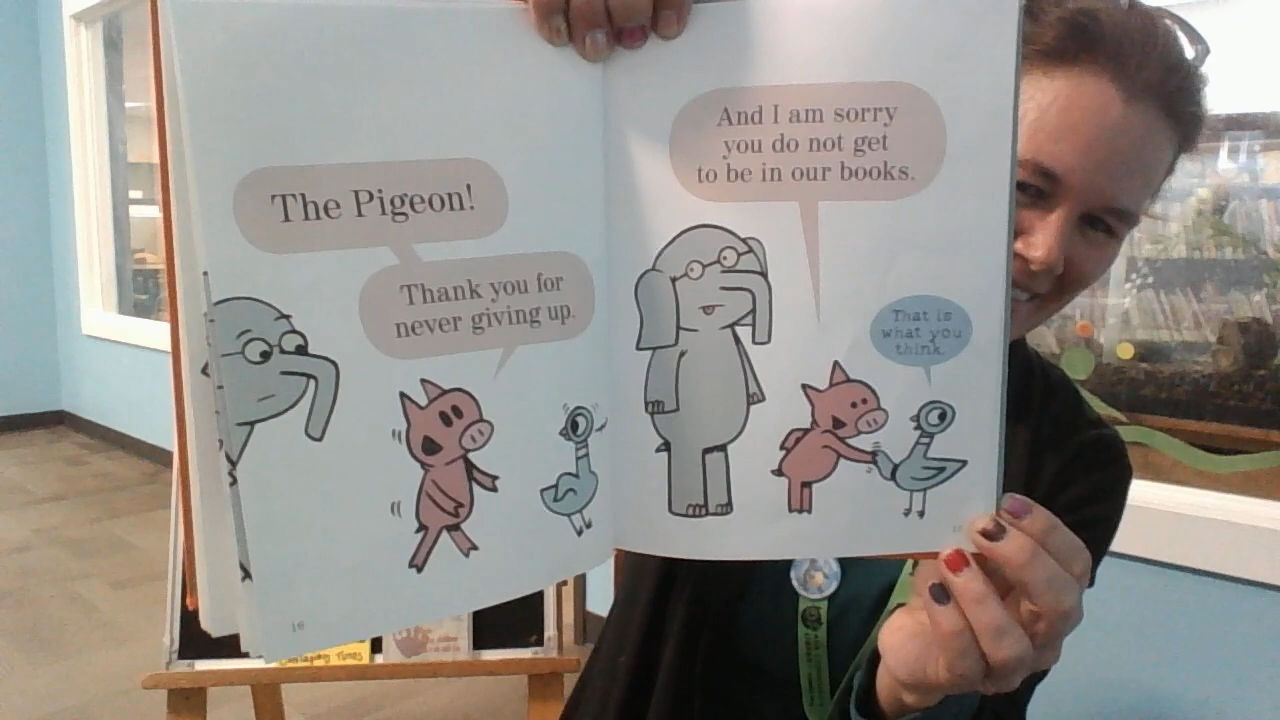 The Pigeon!
Thank you for
never giving up.
16
And I am sorry
you do not get
to be in our books.
That is
what you
think.